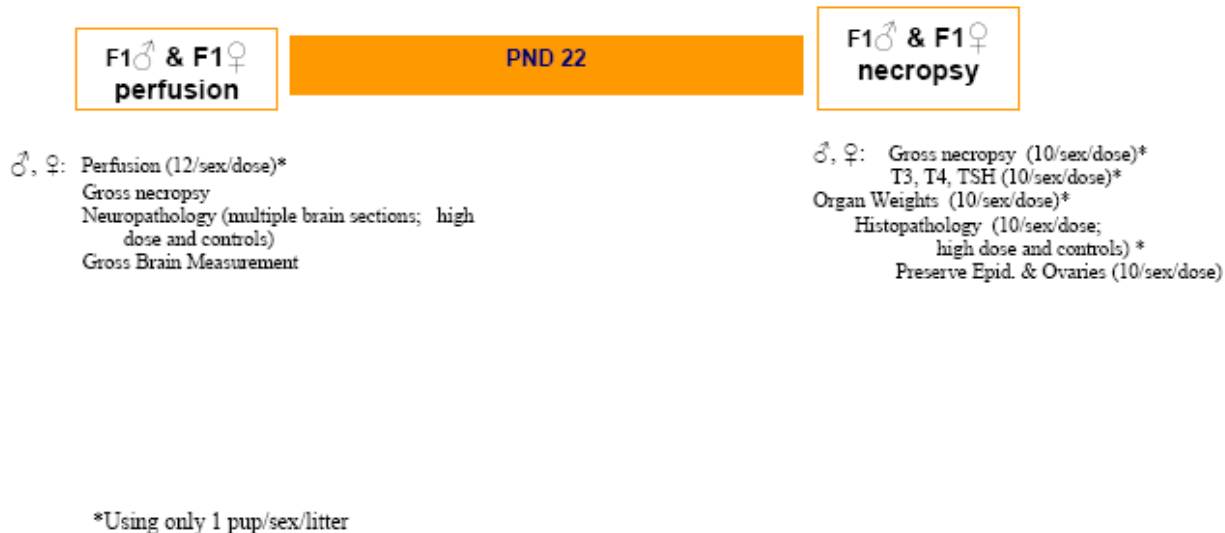 F1♂ & F1♀
perfusion
PND 22
F1♂ & F1♀
necropsy
♂, ♀: Perfusion (12/sex/dose)*
Gross necropsy
Neuropathology (multiple brain sections; high
dose and controls)
Gross Brain Measurement
♂, ♀: Gross necropsy (10/sex/dose)*
T3, T4, TSH (10/sex/dose)*
Organ Weights (10/sex/dose)*
Histopathology (10/sex/dose;
high dose and controls) *
Preserve Epid. & Ovaries (10/sex/dose)
*Using only 1 pup/sex/litter